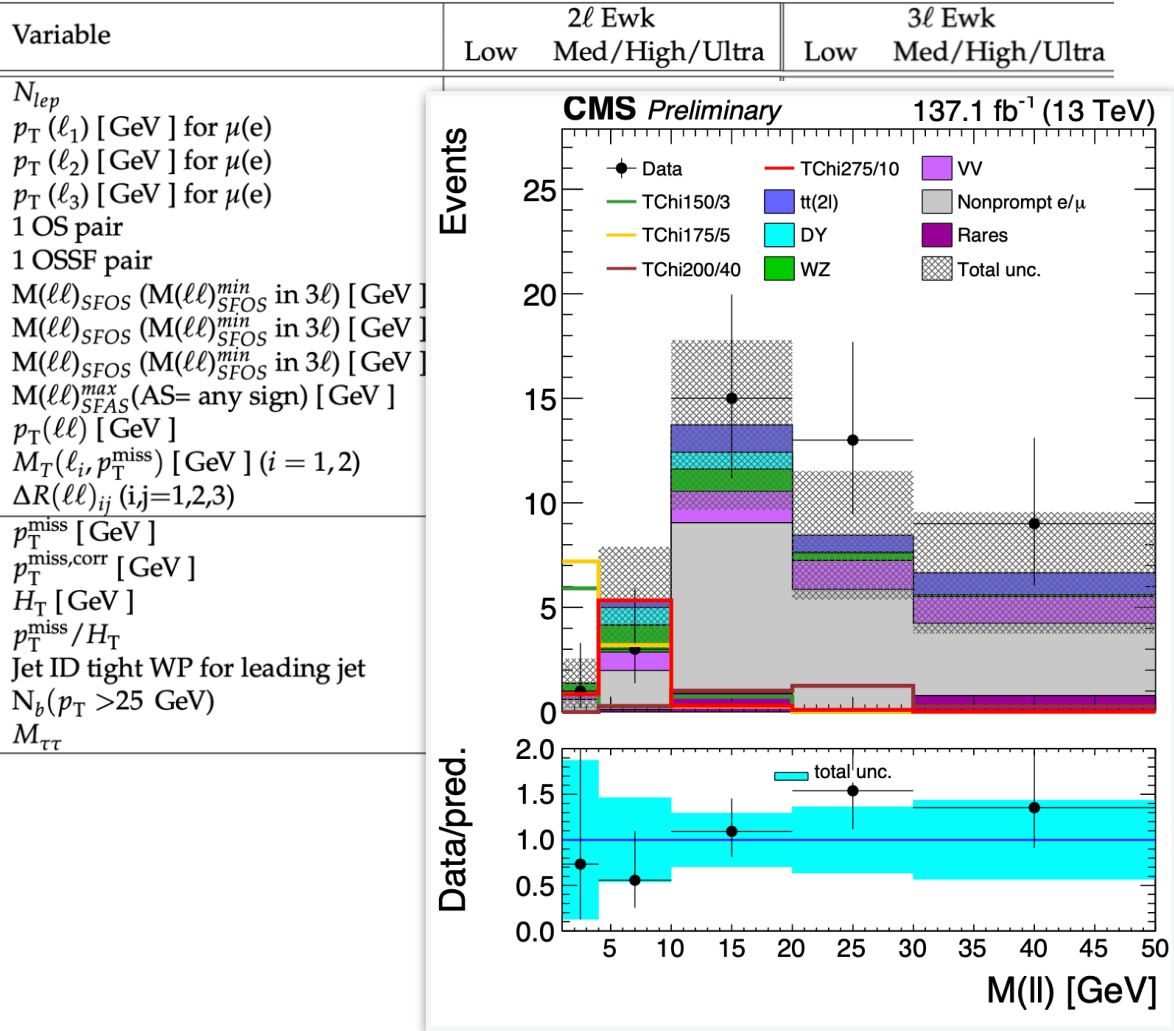 Variable
2ℓ Ewk 3ℓ Ewk
Low Med/High/Ultra Low Med/High/Ultra
N_lep
p_T (ℓ_1) [GeV] for μ(e)
p_T (ℓ_2) [GeV] for μ(e)
p_T (ℓ_3) [GeV] for μ(e)
1 OS pair
1 OSSF pair
M(ℓℓ)_SFOS (M(ℓℓ)^min_SFOS in 3ℓ) [GeV]
M(ℓℓ)_SFOS (M(ℓℓ)^min_SFOS in 3ℓ) [GeV]
M(ℓℓ)_SFOS (M(ℓℓ)^min_SFOS in 3ℓ) [GeV]
M(ℓℓ)^max_SFAS(AS= any sign) [GeV]
p_T(ℓℓ) [GeV]
M_T(ℓ_i, p_T^miss) [GeV] (i = 1, 2)
ΔR(ℓℓ)_ij (i,j=1,2,3)
p_T^miss [GeV]
p_T^miss,corr [GeV]
H_T [GeV]
p_T^miss/H_T
Jet ID tight WP for leading jet
N_b(p_T >25 GeV)
M_ττ
CMS Preliminary 137.1 fb^-1 (13 TeV)
Events
Data
TChi150/3
TChi175/5
TChi200/40
TChi275/10
tt(2l)
DY
WZ
VV
Nonprompt e/μ
Rares
Total unc.
25
20
15
10
5
0
Data/pred.
total unc.
2.0
1.5
1.0
0.5
0.0
5 10 15 20 25 30 35 40 45 50
M(ll) [GeV]